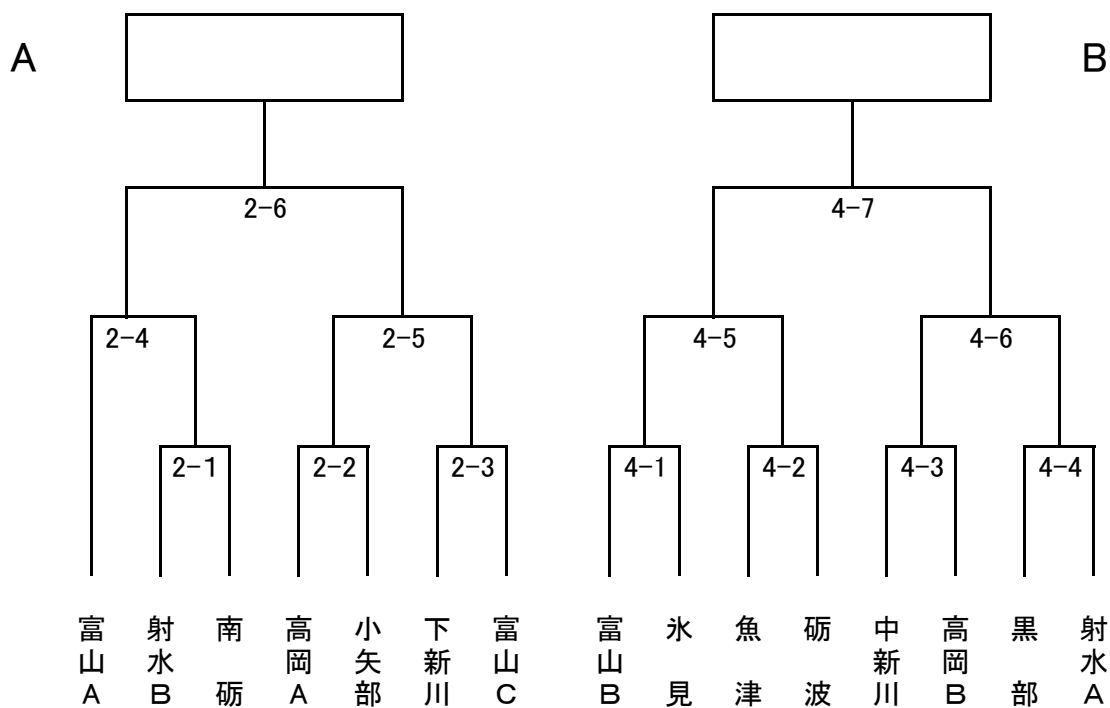 A
B
2-6
4-7
2-4
2-5
4-5
4-6
2-1
2-2
2-3
4-1
4-2
4-3
4-4
富山A
射水B
南砺
高岡A
小矢部
下新川
富山C
富山B
氷見
魚津
砺波
中新川
高岡B
黒部
射水A